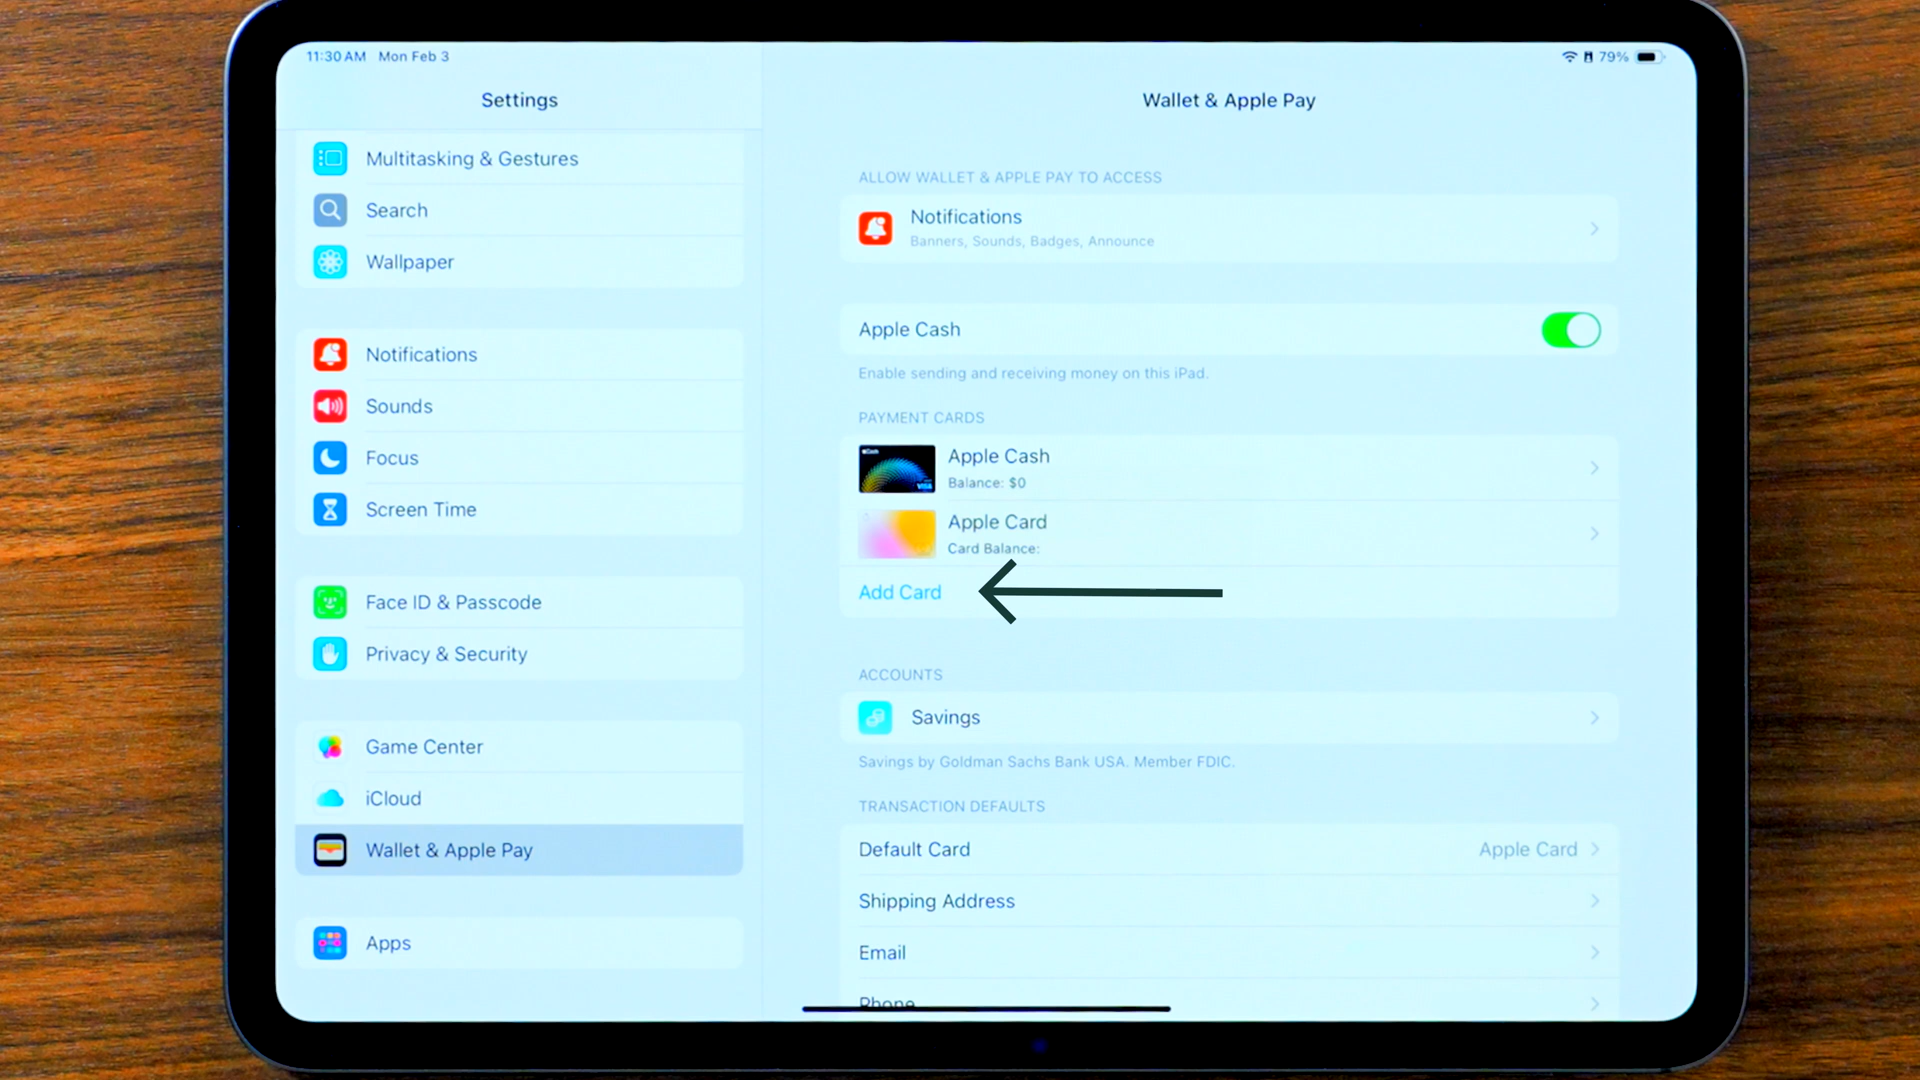 11:30 AM Mon Feb 3
79%
Settings
Multitasking & Gestures
Search
Wallpaper
Notifications
Sounds
Focus
Screen Time
Face ID & Passcode
Privacy & Security
Game Center
iCloud
Wallet & Apple Pay
Apps
Wallet & Apple Pay
ALLOW WALLET & APPLE PAY TO ACCESS
Notifications
Banners, Sounds, Badges, Announce
Apple Cash
Enable sending and receiving money on this iPad.
PAYMENT CARDS
Cash
VISA
Apple Cash
Balance: $0
Apple Card
Card Balance:
Add Card
ACCOUNTS
Savings
Savings by Goldman Sachs Bank USA. Member FDIC.
TRANSACTION DEFAULTS
Default Card Apple Card
Shipping Address
Email
Phone